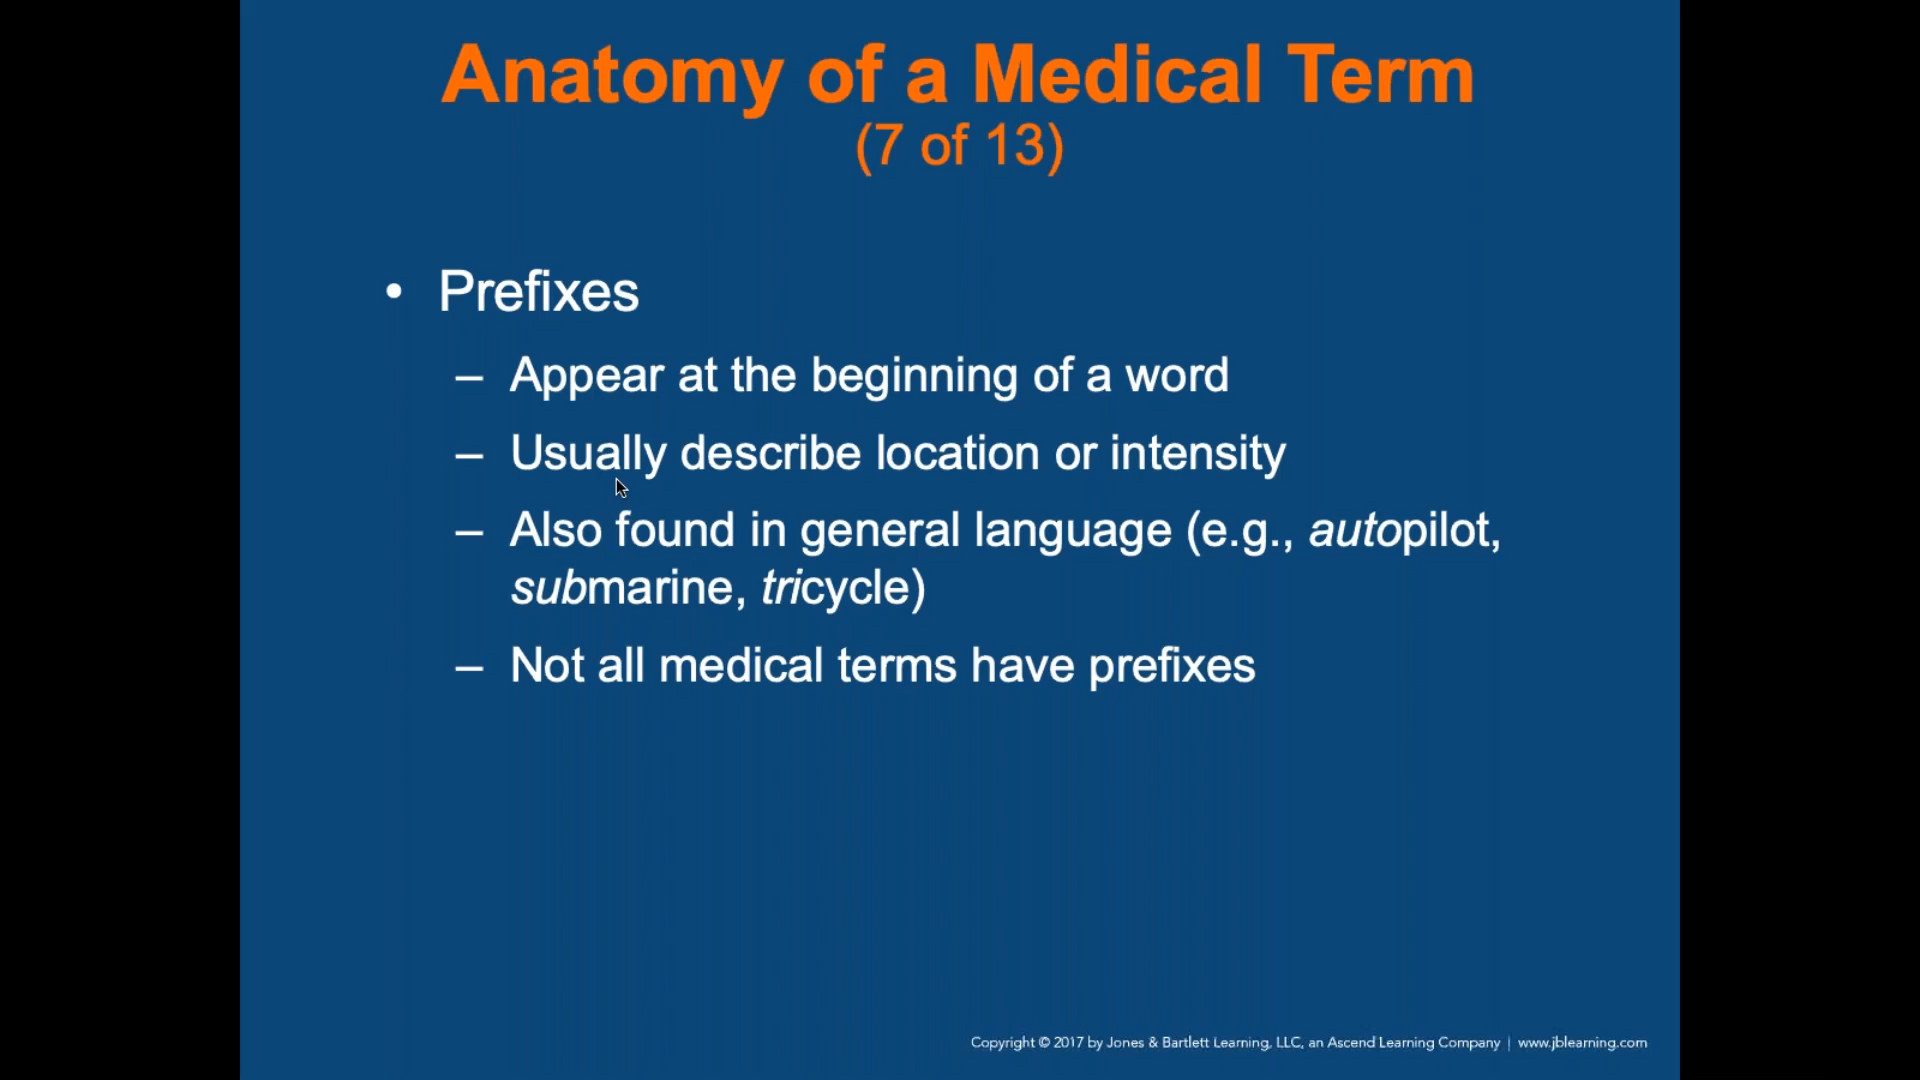 Anatomy of a Medical Term
(7 of 13)
• Prefixes
– Appear at the beginning of a word
– Usually describe location or intensity
– Also found in general language (e.g., autopilot,
submarine, tricycle)
– Not all medical terms have prefixes
Copyright © 2017 by Jones & Bartlett Learning, LLC, an Ascend Learning Company | www.jblearning.com